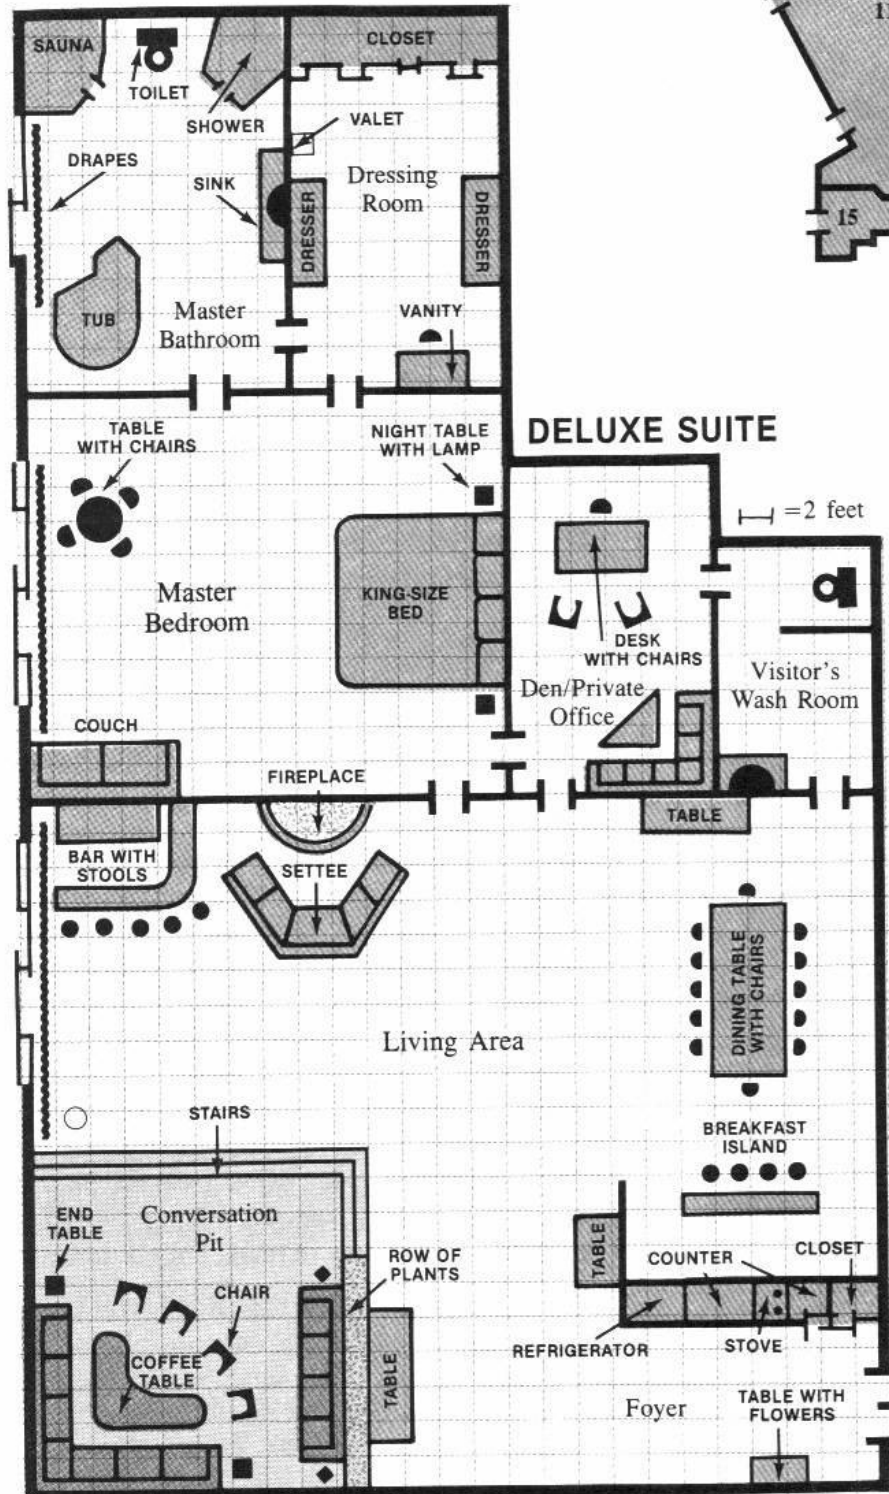 SAUNA
TOILET
SHOWER
CLOSET
VALET
DRAPES
SINK
Dressing
Room
DRESSER
DRESSER
TUB
Master
Bathroom
VANITY
15
TABLE
WITH CHAIRS
NIGHT TABLE
WITH LAMP
DELUXE SUITE
=2 feet
Master
Bedroom
KING-SIZE
BED
DESK
WITH CHAIRS
Den/Private
Office
Visitor's
Wash Room
COUCH
FIREPLACE
TABLE
BAR WITH
STOOLS
SETTEE
DINING TABLE
WITH CHAIRS
Living Area
STAIRS
BREAKFAST
ISLAND
END
TABLE
Conversation
Pit
ROW OF
PLANTS
TABLE
COUNTER
CLOSET
CHAIR
COFFEE
TABLE
TABLE
REFRIGERATOR
STOVE
Foyer
TABLE WITH
FLOWERS